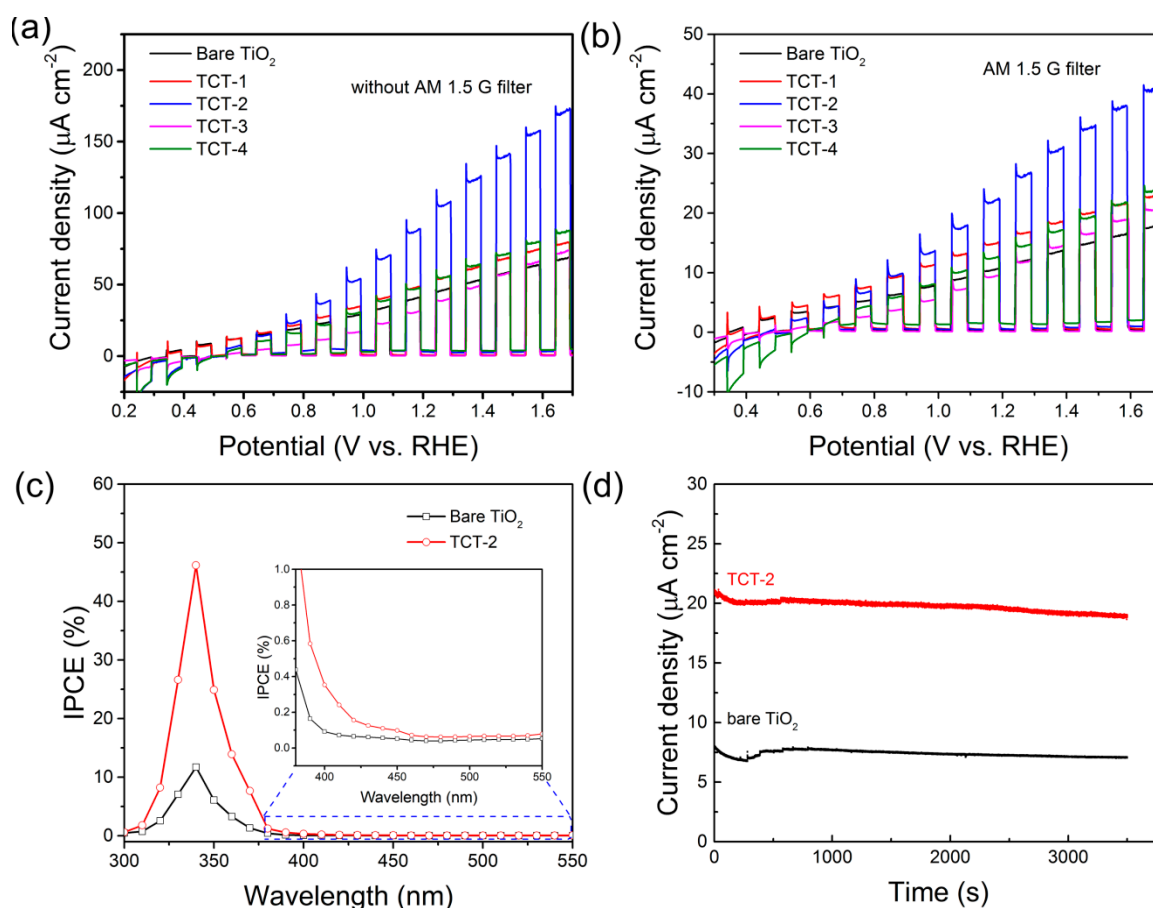 (a)
Bare TiO₂
TCT-1
TCT-2
TCT-3
TCT-4
without AM 1.5 G filter
250
200
150
100
50
0
Current density (μA cm⁻²)
0.2 0.4 0.6 0.8 1.0 1.2 1.4 1.6
Potential (V vs. RHE)
(b)
Bare TiO₂
TCT-1
TCT-2
TCT-3
TCT-4
AM 1.5 G filter
50
40
30
20
10
0
-10
Current density (μA cm⁻²)
0.4 0.6 0.8 1.0 1.2 1.4 1.6
Potential (V vs. RHE)
(c)
Bare TiO₂
TCT-2
60
50
40
30
20
10
0
IPCE (%)
300 350 400 450 500 550
Wavelength (nm)
1.0
0.8
0.6
0.4
0.2
0.0
IPCE (%)
400 450 500 550
Wavelength (nm)
(d)
TCT-2
bare TiO₂
30
25
20
15
10
5
0
Current density (μA cm⁻²)
0 1000 2000 3000
Time (s)